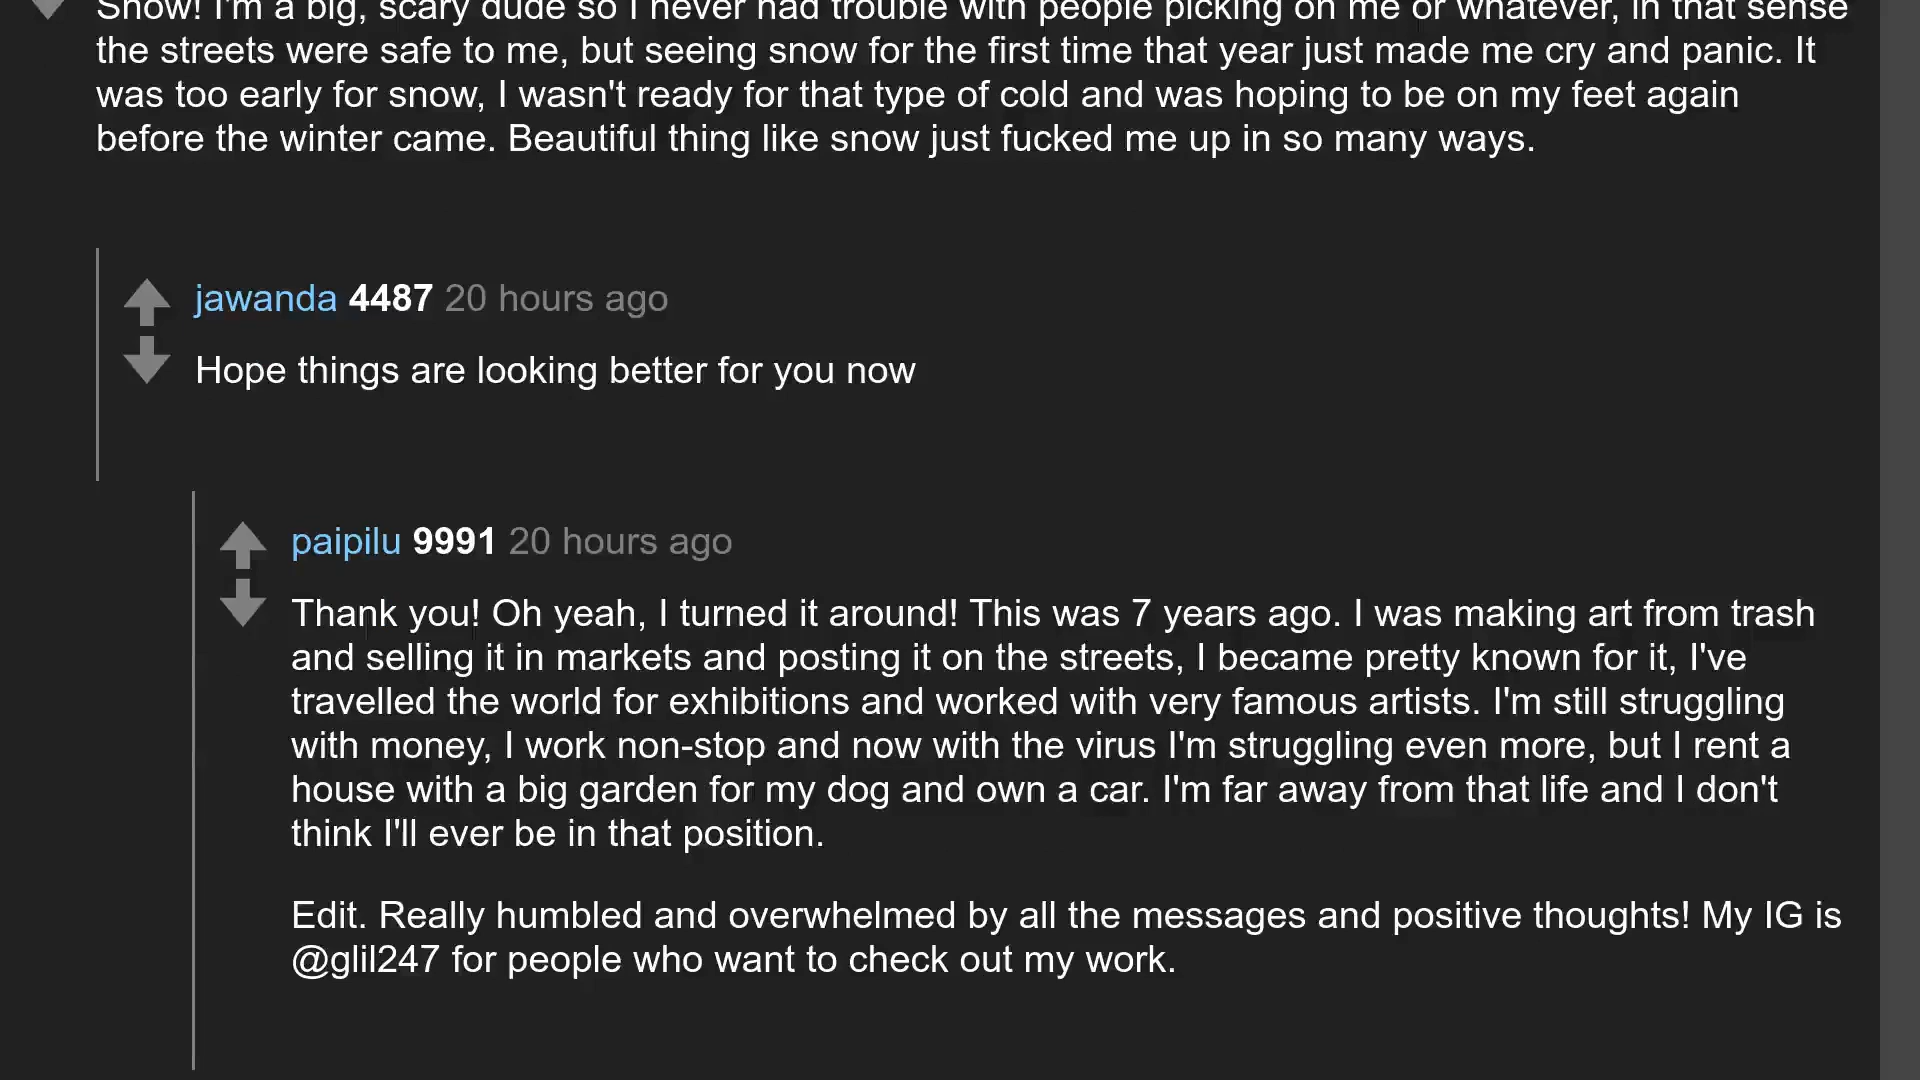 Snow! I'm a big, scary dude so I never had trouble with people picking on me or whatever, in that sense
the streets were safe to me, but seeing snow for the first time that year just made me cry and panic. It
was too early for snow, I wasn't ready for that type of cold and was hoping to be on my feet again
before the winter came. Beautiful thing like snow just fucked me up in so many ways.
jawanda 4487 20 hours ago
Hope things are looking better for you now
paipilu 9991 20 hours ago
Thank you! Oh yeah, I turned it around! This was 7 years ago. I was making art from trash
and selling it in markets and posting it on the streets, I became pretty known for it, I've
travelled the world for exhibitions and worked with very famous artists. I'm still struggling
with money, I work non-stop and now with the virus I'm struggling even more, but I rent a
house with a big garden for my dog and own a car. I'm far away from that life and I don't
think I'll ever be in that position.
Edit. Really humbled and overwhelmed by all the messages and positive thoughts! My IG is
@glil247 for people who want to check out my work.